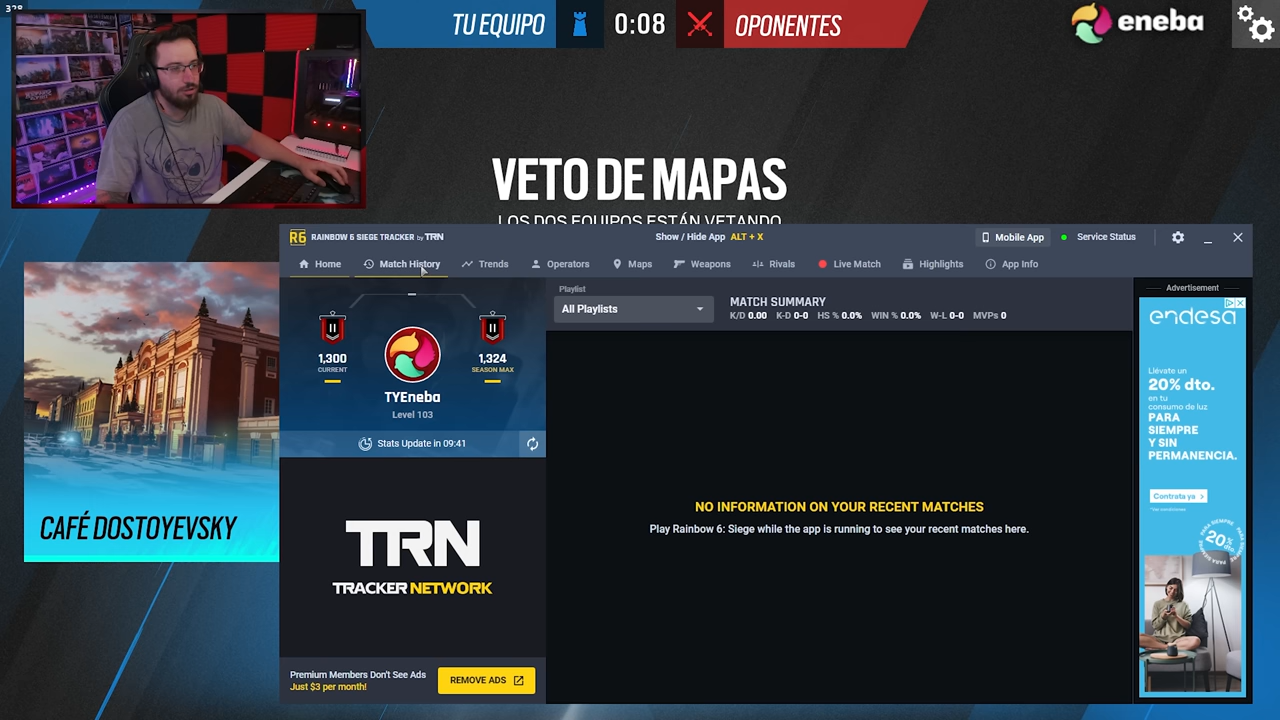 328
TU EQUIPO
0:08
OPONENTES
eneba
VETO DE MAPAS
LOS DOS EQUIPOS ESTÁN VETANDO
R6 RAINBOW 6 SIEGE TRACKER by TRN
Show / Hide App ALT + X
Mobile App
Service Status
Home
Match History
Trends
Operators
Maps
Weapons
Rivals
Live Match
Highlights
App Info
II
1,300
CURRENT
II
1,324
SEASON MAX
TYEneba
Level 103
Stats Update in 09:41
Playlist
All Playlists
MATCH SUMMARY
K/D 0.00 K-D 0-0 HS % 0.0% WIN % 0.0% W-L 0-0 MVPs 0
NO INFORMATION ON YOUR RECENT MATCHES
Play Rainbow 6: Siege while the app is running to see your recent matches here.
TRN
TRACKER NETWORK
Premium Members Don't See Ads
Just $3 per month!
REMOVE ADS
CAFÉ DOSTOYEVSKY
Advertisement
endesa
Llévate un
20% dto.
en tu
consumo de luz
PARA
SIEMPRE
Y SIN
PERMANENCIA.
Contrata ya >
20%